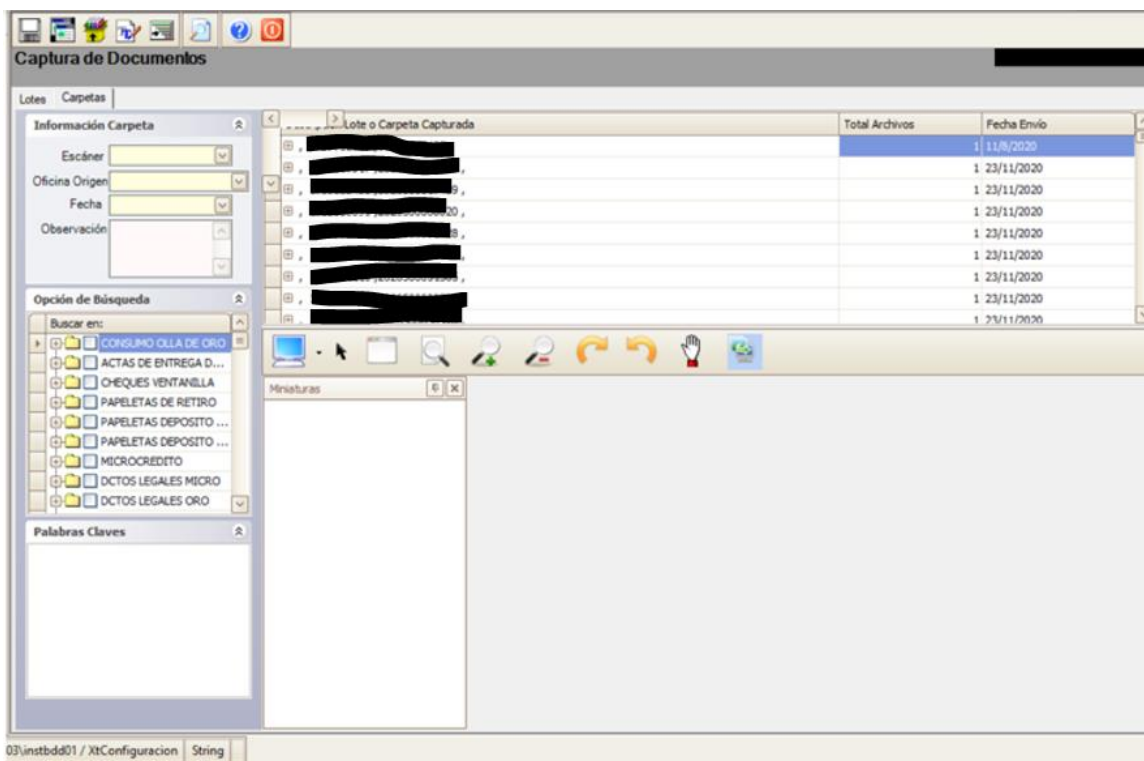 Captura de Documentos
Lotes Carpetas
Información Carpeta
Escáner
Oficina Origen
Fecha
Observación
Opción de Búsqueda
Buscar en:
CONSUMO OLLA DE ORO
ACTAS DE ENTREGA D...
CHEQUES VENTANILLA
PAPELETAS DE RETIRO
PAPELETAS DEPOSITO ...
PAPELETAS DEPOSITO ...
MICROCREDITO
DCTOS LEGALES MICRO
DCTOS LEGALES ORO
Palabras Claves
Lote o Carpeta Capturada Total Archivos Fecha Envío
, 1 11/8/2020
, , 1 23/11/2020
, 9 , 1 23/11/2020
, 20 , 1 23/11/2020
, 28 , 1 23/11/2020
, , 1 23/11/2020
, , 1 23/11/2020
, 1 23/11/2020
1 23/11/2020
Miniaturas
03\instbdd01 / XtConfiguracion String